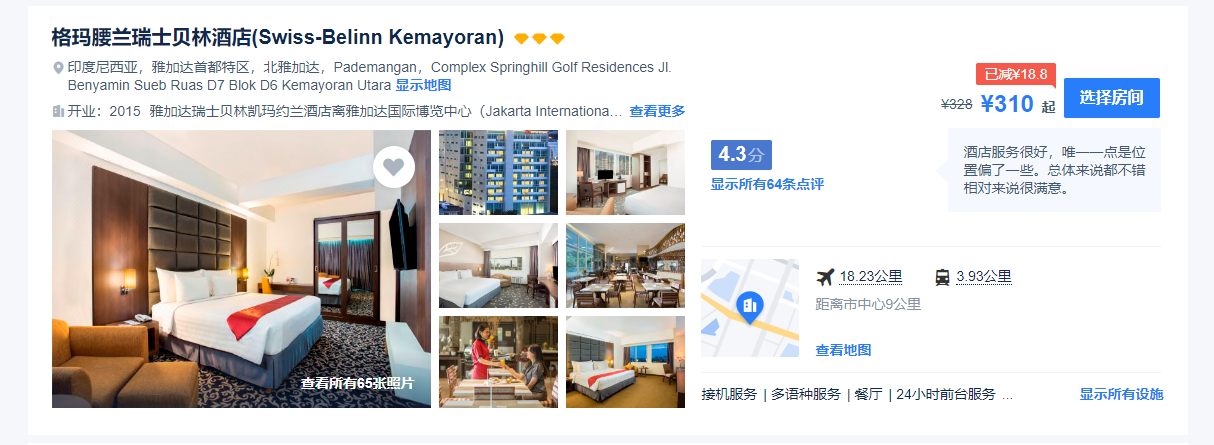 格玛腰兰瑞士贝林酒店(Swiss-Belinn Kemayoran)
印度尼西亚，雅加达首都特区，北雅加达，Pademangan，Complex Springhill Golf Residences Jl.
Benyamin Sueb Ruas D7 Blok D6 Kemayoran Utara 显示地图
开业：2015 雅加达瑞士贝林凯玛约兰酒店离雅加达国际博览中心（Jakarta Internationa... 查看更多
已减¥18.8
¥328 ¥310 起 选择房间
查看所有65张照片
4.3分
显示所有64条点评
酒店服务很好，唯一一点是位
置偏了一些。总体来说都不错
相对来说很满意。
18.23公里 3.93公里
距离市中心9公里
查看地图
接机服务 | 多语种服务 | 餐厅 | 24小时前台服务 ... 显示所有设施